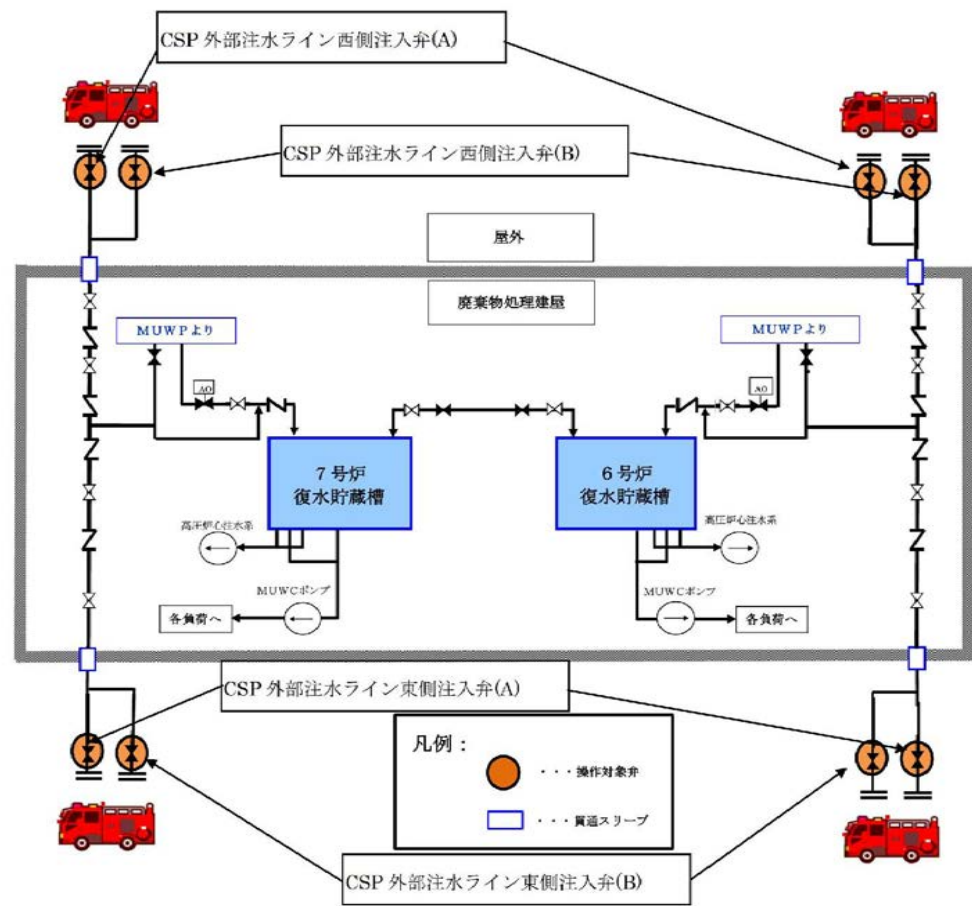 CSP 外部注水ライン西側注入弁(A)
CSP 外部注水ライン西側注入弁(B)
屋外
廃棄物処理建屋
MUWPより
MUWPより
AO
AO
7号炉
復水貯蔵槽
6号炉
復水貯蔵槽
高圧炉心注水系
高圧炉心注水系
MUWCポンプ
MUWCポンプ
各負荷へ
各負荷へ
CSP 外部注水ライン東側注入弁(A)
凡例：
・・・操作対象弁
・・・貫通スリーブ
CSP 外部注水ライン東側注入弁(B)